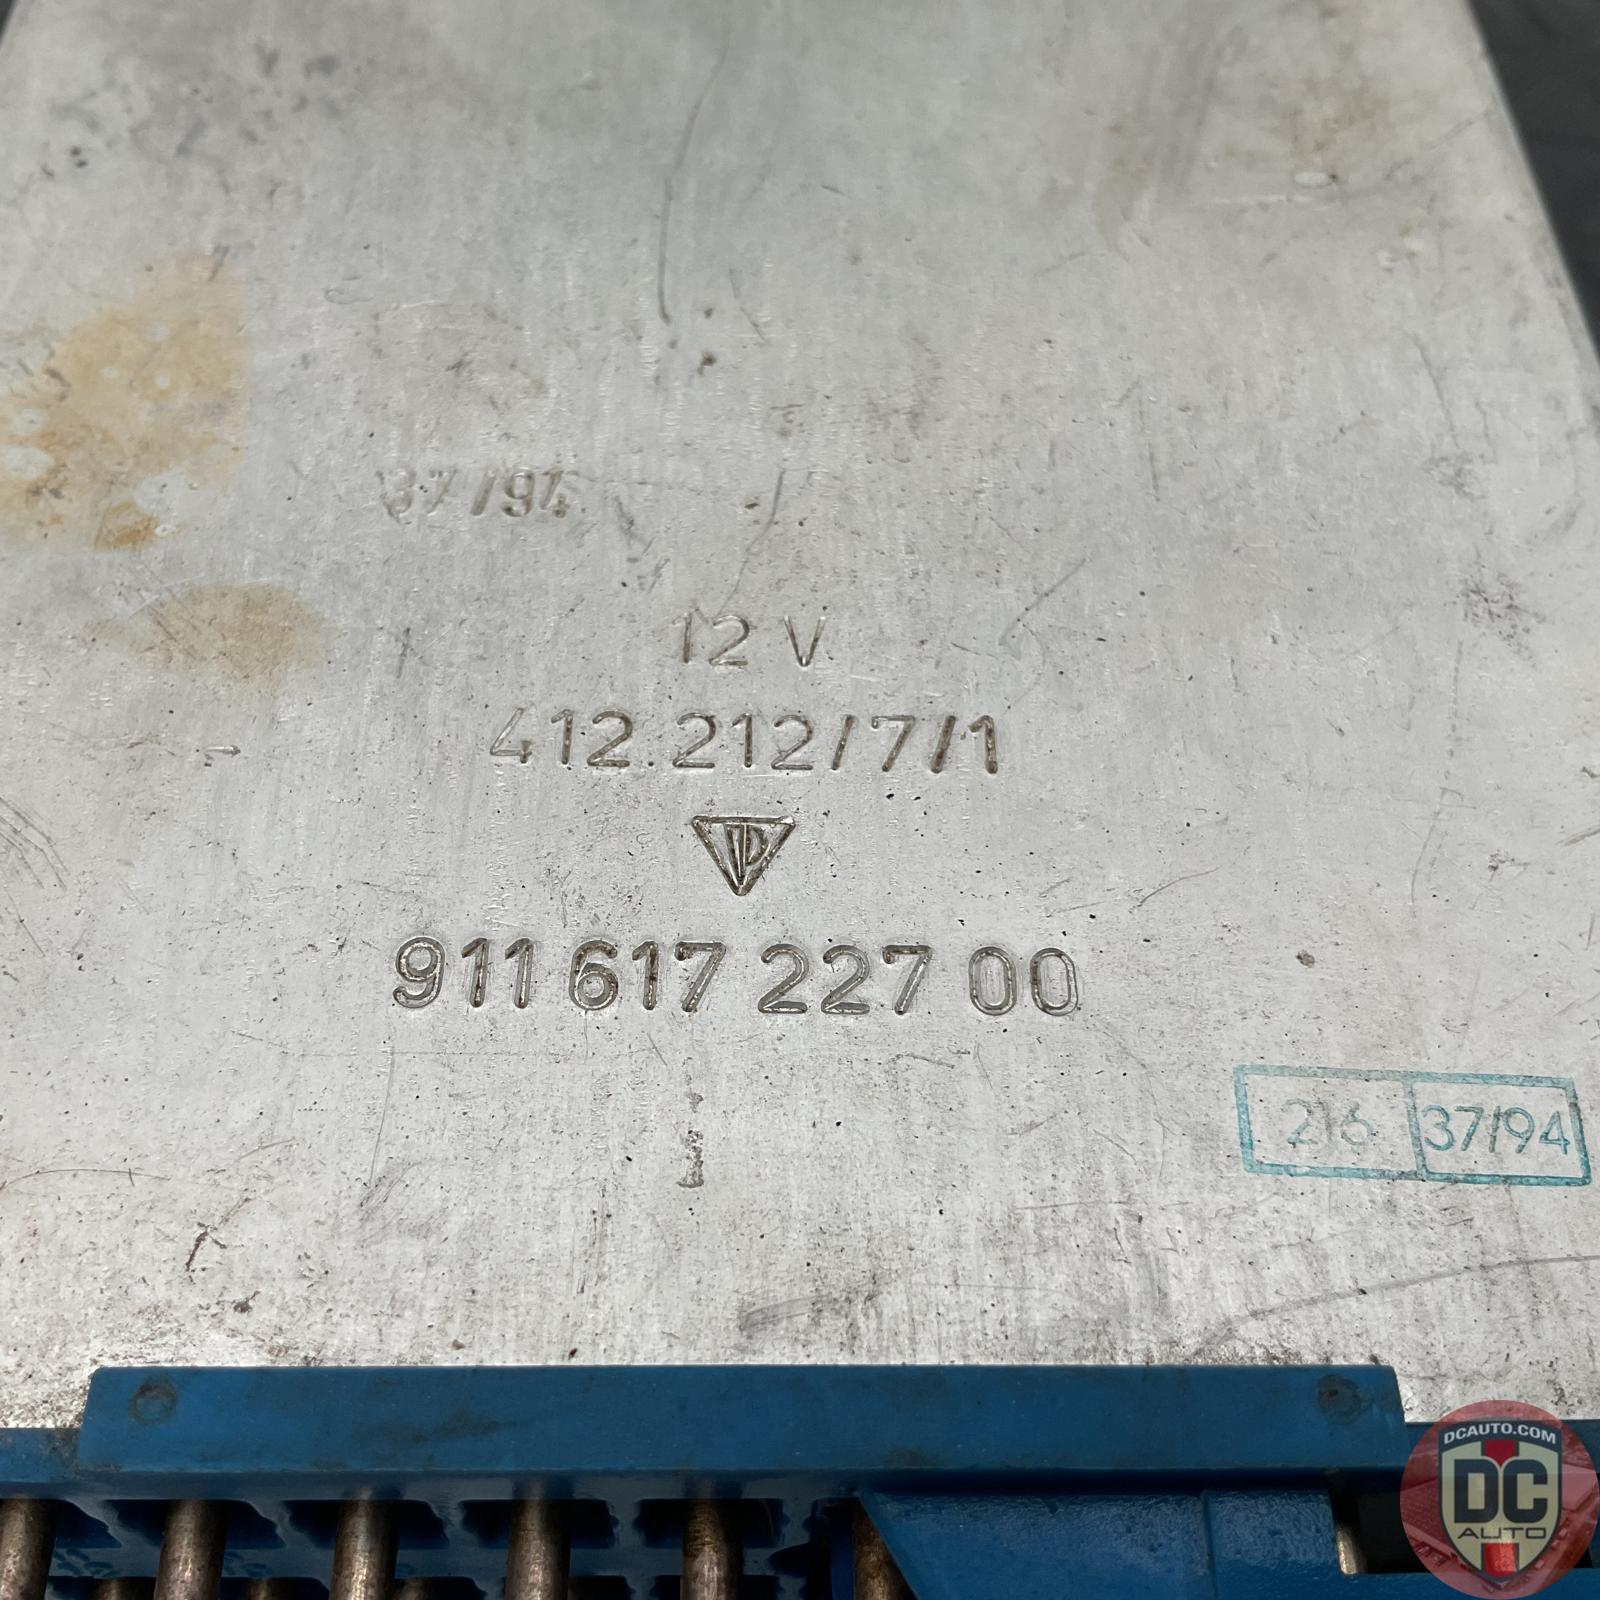 37/94
12 V
412.212/7/1
911 617 227 00
216 37/94
DCAUTO.COM
DC
AUTO